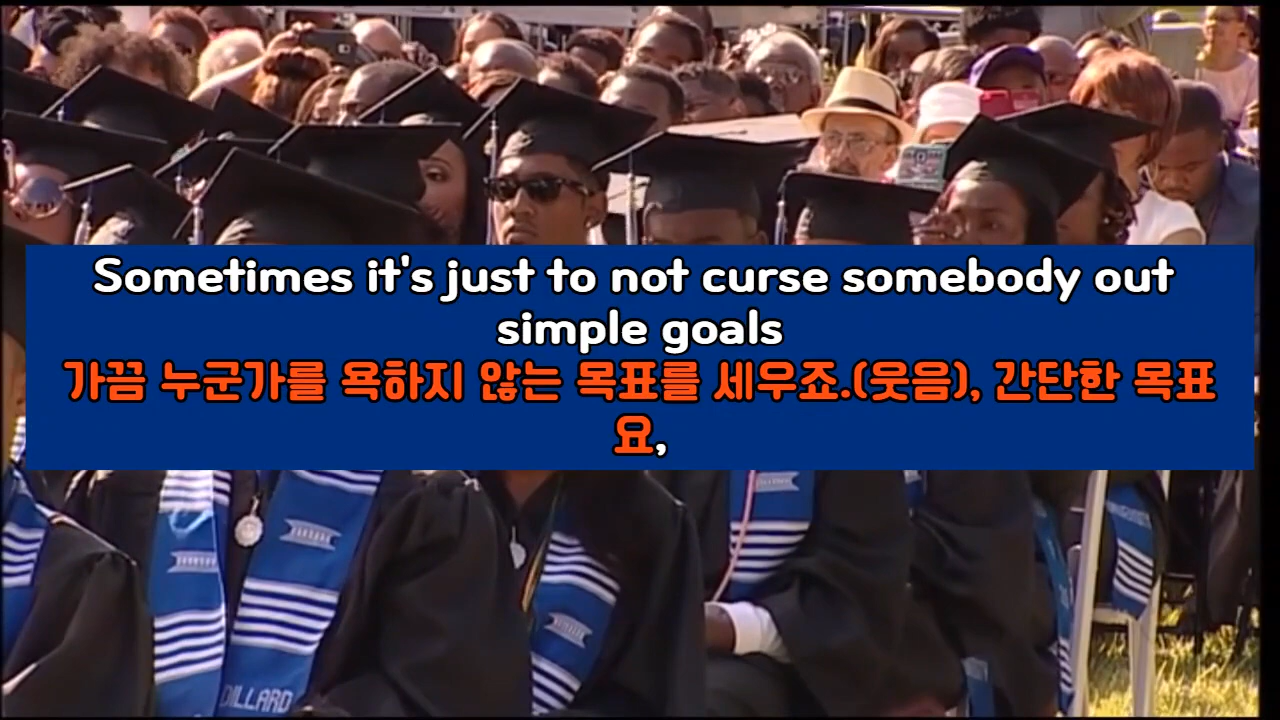 Sometimes it's just to not curse somebody out
simple goals
가끔 누군가를 욕하지 않는 목표를 세우죠.(웃음), 간단한 목표
요,
DILLARD